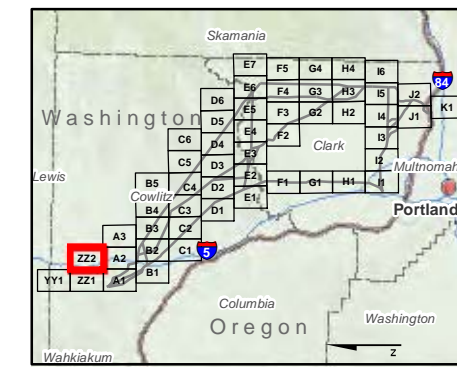 Skamania
E7 F5 G4 H4 I6
84
E6 F4 G3 H3 I5 J2
D6 E5 F3 G2 H2 I4 J1 K1
Washington
D5 E4 F2 I3
C6 D4 Clark
E3 I2 Multnomah
C5 D3
Lewis
E2 I1
B5 C4 D2 F1 G1 H1
Cowlitz
E1
Portland
B4 C3 D1
A3 B3 C2
ZZ2 A2 B2 C1 5
YY1 ZZ1 A1 B1
Columbia
Oregon
Washington
Z
Wahkiakum